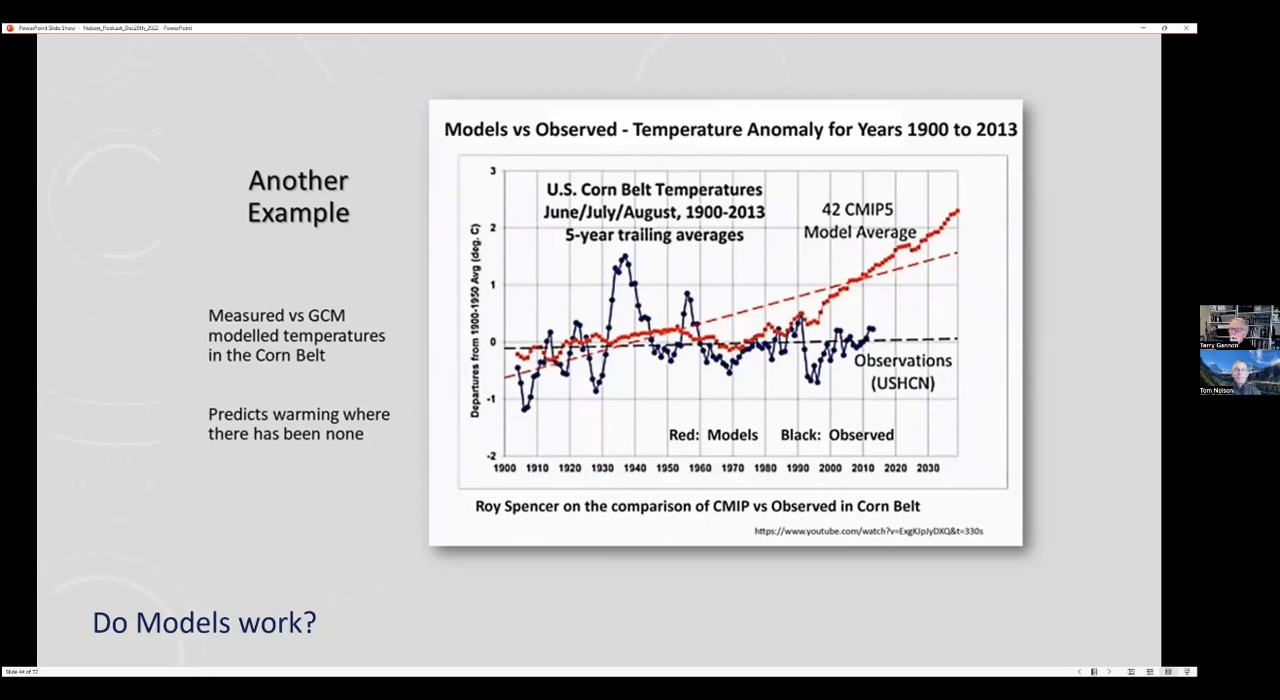 PowerPoint Slide Show - Nelson_Podcast_Dec20th_2022 - PowerPoint
Another
Example
Measured vs GCM
modelled temperatures
in the Corn Belt
Predicts warming where
there has been none
Do Models work?
Models vs Observed - Temperature Anomaly for Years 1900 to 2013
U.S. Corn Belt Temperatures
June/July/August, 1900-2013
5-year trailing averages
42 CMIP5
Model Average
Departures from 1900-1950 Avg (deg. C)
3
2
1
0
-1
-2
Observations
(USHCN)
Red: Models Black: Observed
1900 1910 1920 1930 1940 1950 1960 1970 1980 1990 2000 2010 2020 2030
Roy Spencer on the comparison of CMIP vs Observed in Corn Belt
https://www.youtube.com/watch?v=ExgKJpJyDXQ&t=330s
Terry Gannon
Tom Nelson
Slide 44 of 72